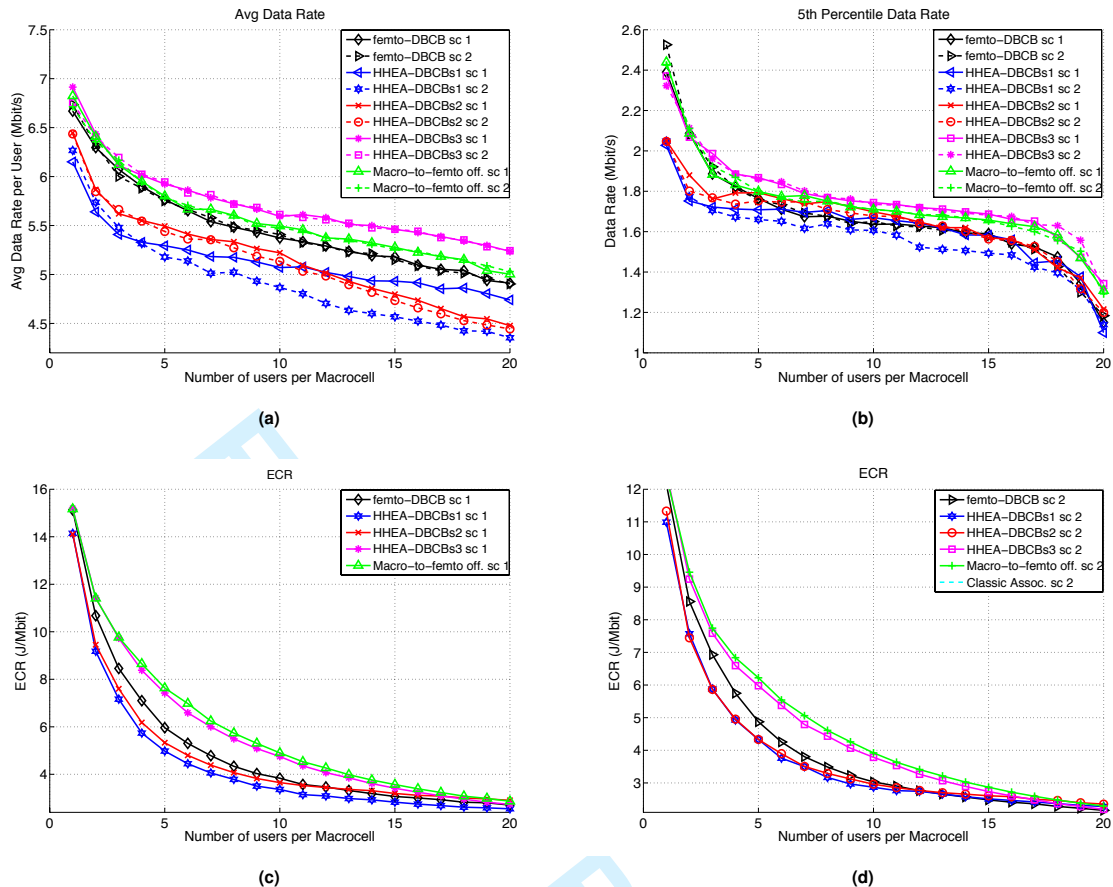 Avg Data Rate
7.5
7
6.5
6
5.5
5
4.5
0
5
10
15
20
Avg Data Rate per User (Mbit/s)
Number of users per Macrocell
femto-DBCB sc 1
femto-DBCB sc 2
HHEA-DBCBs1 sc 1
HHEA-DBCBs1 sc 2
HHEA-DBCBs2 sc 1
HHEA-DBCBs2 sc 2
HHEA-DBCBs3 sc 1
HHEA-DBCBs3 sc 2
Macro-to-femto off. sc 1
Macro-to-femto off. sc 2
(a)
5th Percentile Data Rate
2.6
2.4
2.2
2
1.8
1.6
1.4
1.2
1
0
5
10
15
20
Data Rate (Mbit/s)
Number of users per Macrocell
femto-DBCB sc 1
femto-DBCB sc 2
HHEA-DBCBs1 sc 1
HHEA-DBCBs1 sc 2
HHEA-DBCBs2 sc 1
HHEA-DBCBs2 sc 2
HHEA-DBCBs3 sc 1
HHEA-DBCBs3 sc 2
Macro-to-femto off. sc 1
Macro-to-femto off. sc 2
(b)
ECR
16
14
12
10
8
6
4
0
5
10
15
20
ECR (J/Mbit)
Number of users per Macrocell
femto-DBCB sc 1
HHEA-DBCBs1 sc 1
HHEA-DBCBs2 sc 1
HHEA-DBCBs3 sc 1
Macro-to-femto off. sc 1
(c)
ECR
12
11
10
9
8
7
6
5
4
3
0
5
10
15
20
ECR (J/Mbit)
Number of users per Macrocell
femto-DBCB sc 2
HHEA-DBCBs1 sc 2
HHEA-DBCBs2 sc 2
HHEA-DBCBs3 sc 2
Macro-to-femto off. sc 2
Classic Assoc. sc 2
(d)